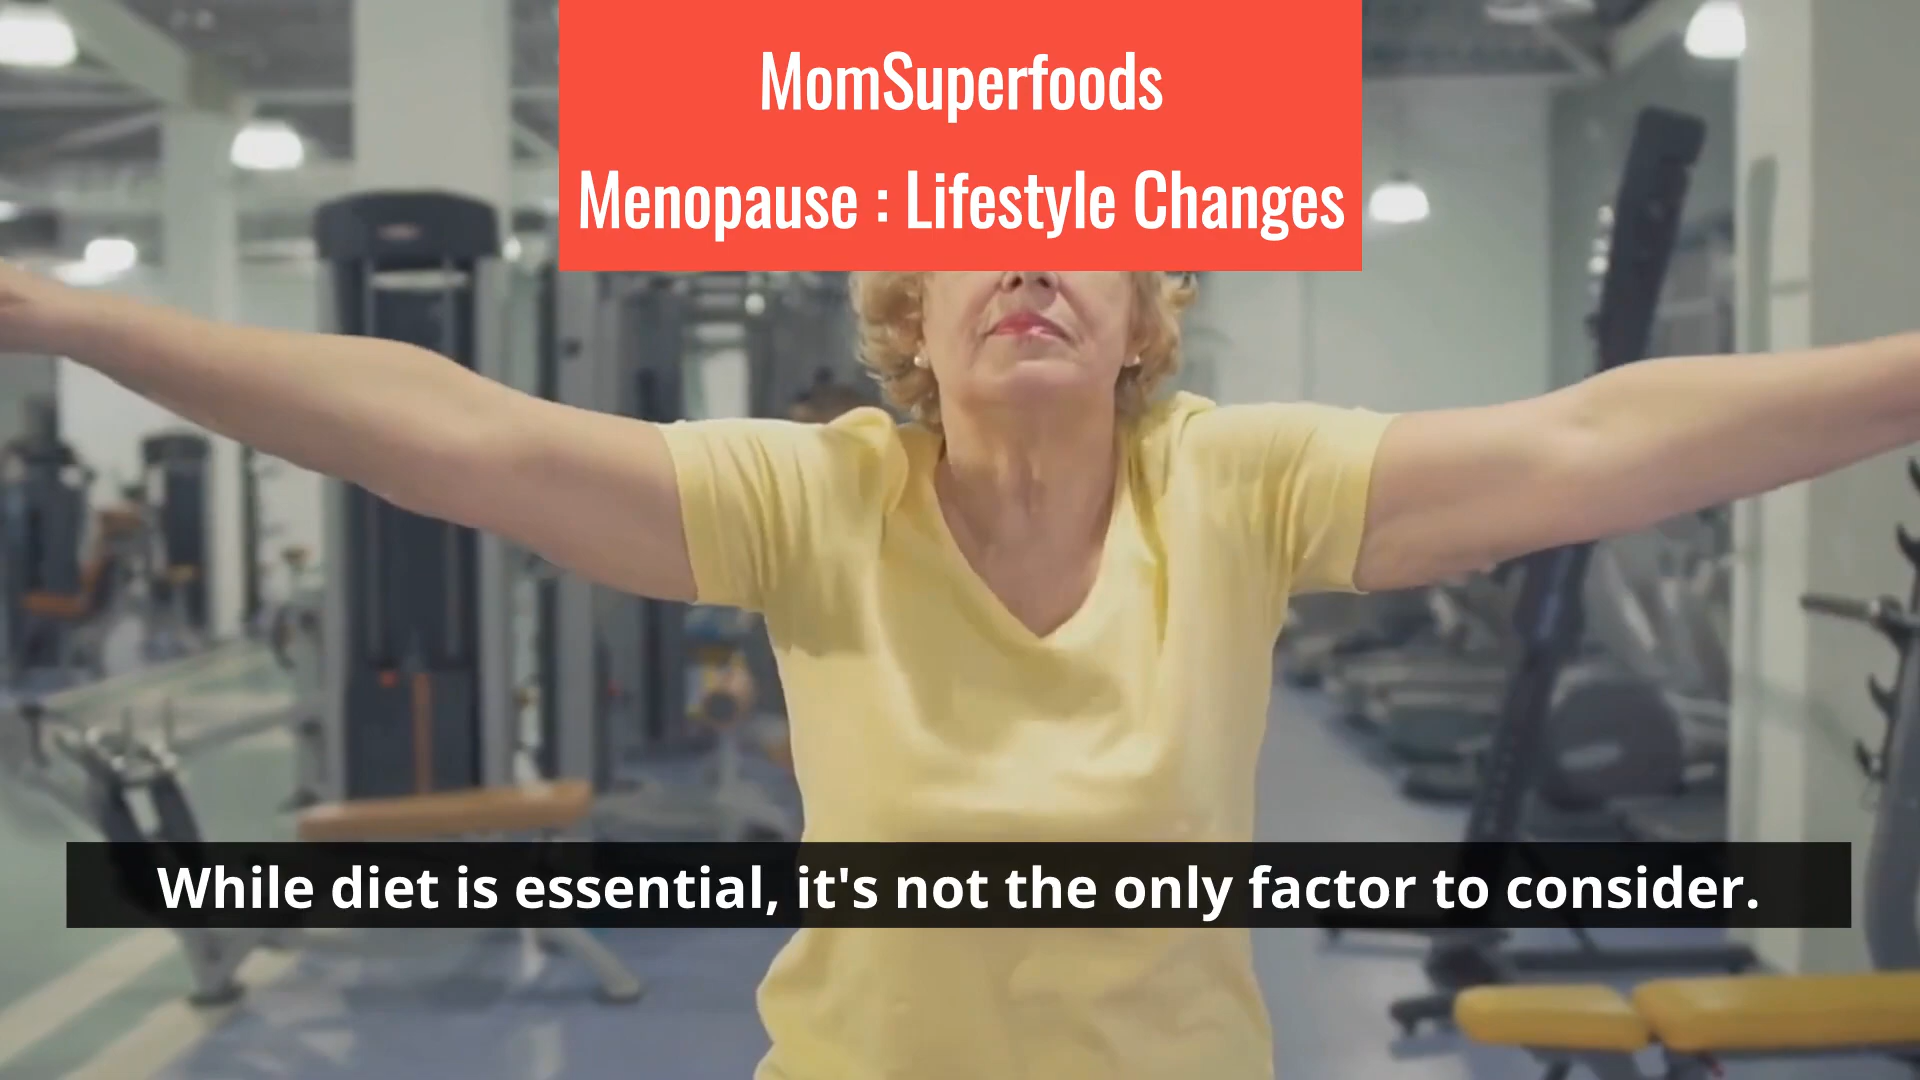 MomSuperfoods
Menopause : Lifestyle Changes
While diet is essential, it's not the only factor to consider.